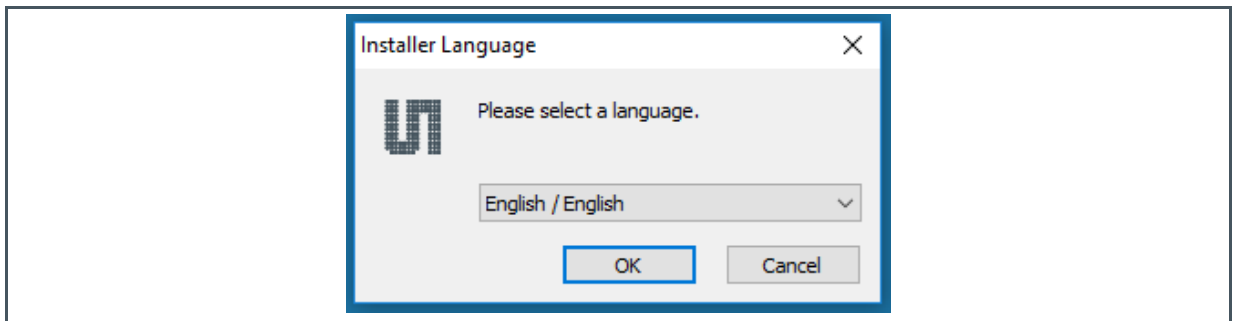 Installer Language
Please select a language.
English / English
OK
Cancel